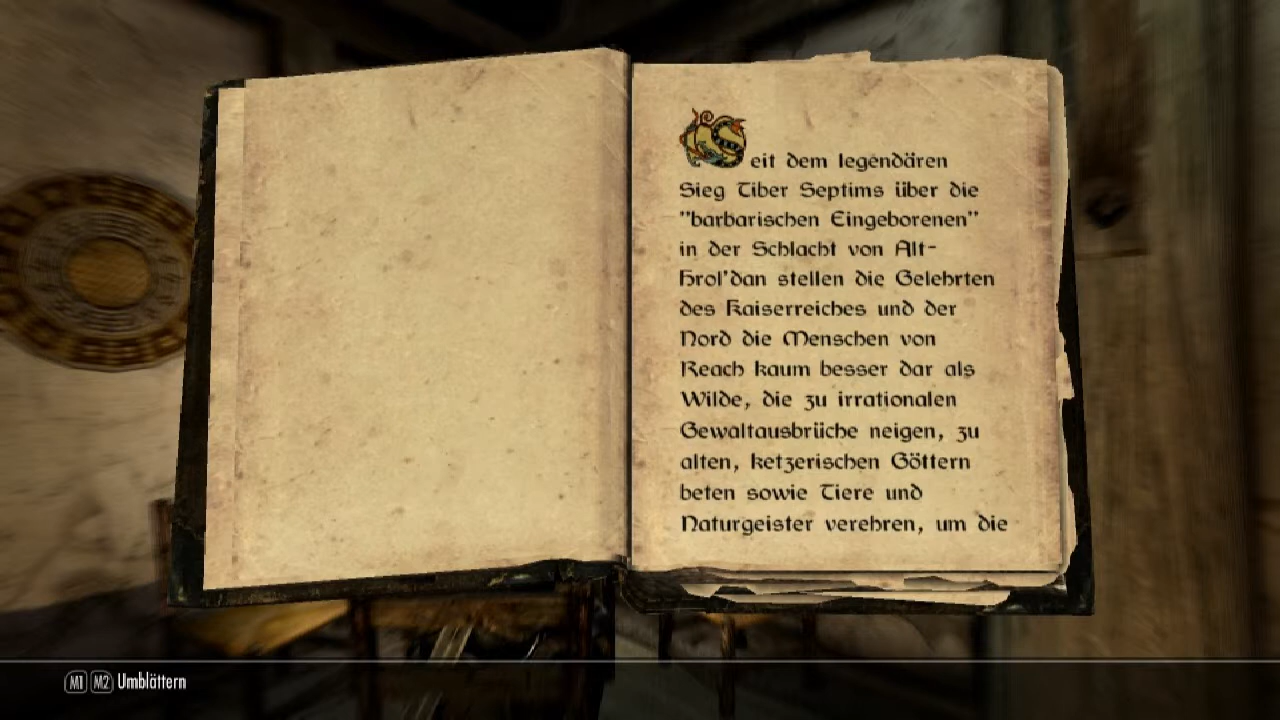 Seit dem legendären
Sieg Tiber Septims über die
"barbarischen Eingeborenen"
in der Schlacht von Alt-
Hrol'dan stellen die Gelehrten
des Kaiserreiches und der
Nord die Menschen von
Reach kaum besser dar als
Wilde, die zu irrationalen
Gewaltausbrüche neigen, zu
alten, ketzerischen Göttern
beten sowie Tiere und
Naturgeister verehren, um die
M1 M2 Umblättern